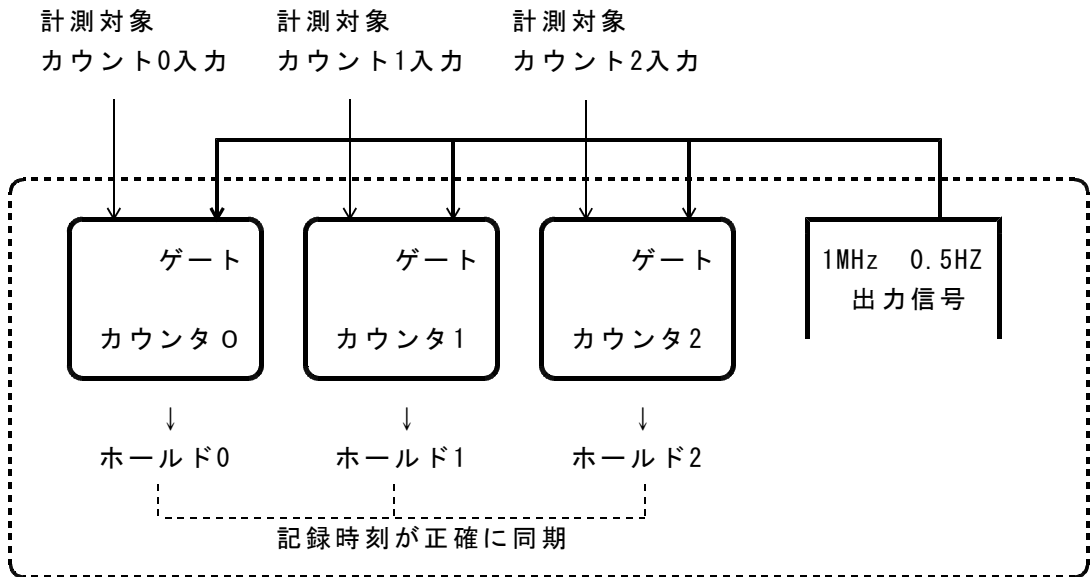 計測対象
カウント0入力
計測対象
カウント1入力
計測対象
カウント2入力
ゲート
カウンタ0
ゲート
カウンタ1
ゲート
カウンタ2
1MHz 0.5HZ
出力信号
↓
ホールド0
↓
ホールド1
↓
ホールド2
記録時刻が正確に同期